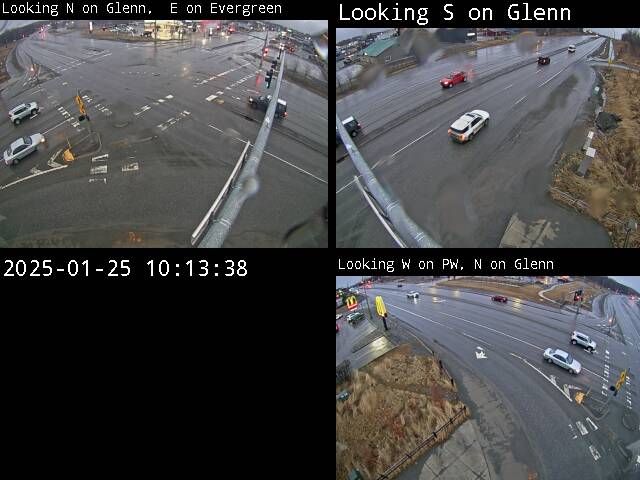 Looking N on Glenn,  E on Evergreen
Looking S on Glenn
2025-01-25 10:13:38
Looking W on PW, N on Glenn